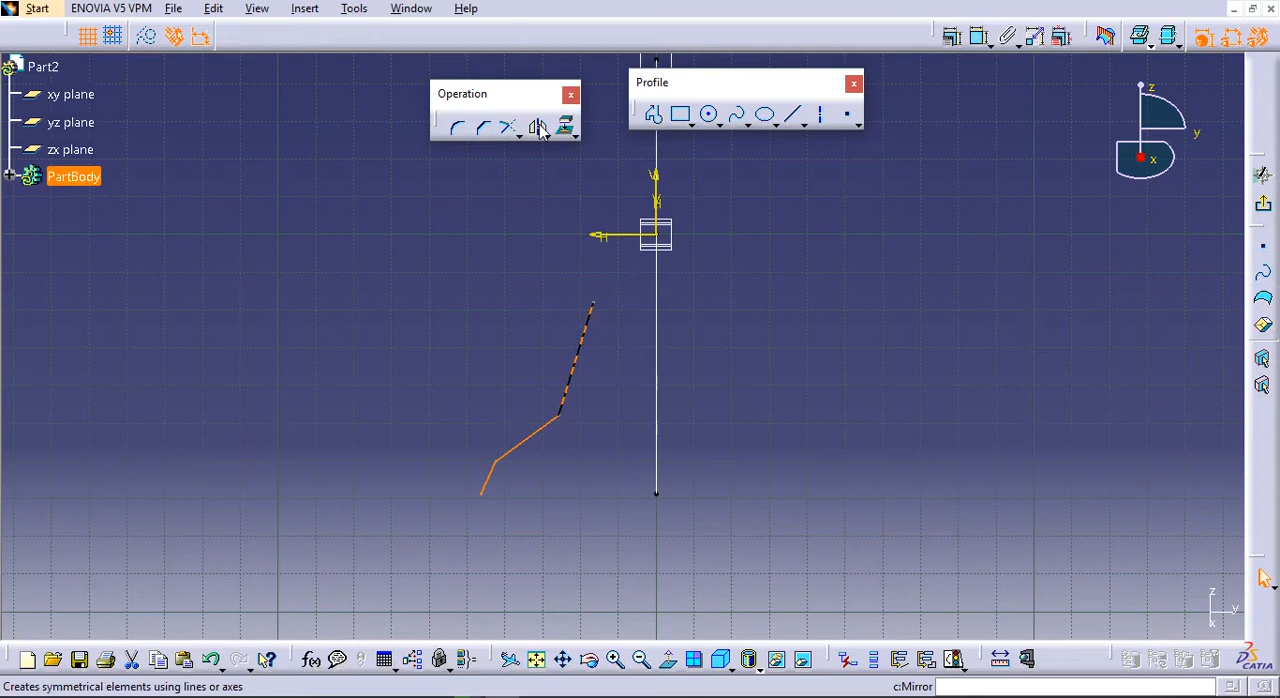 Start ENOVIA V5 VPM File Edit View Insert Tools Window Help
Part2
xy plane
yz plane
zx plane
PartBody
Operation x
Profile x
z
y
x
V
H
z
y
x
CATIA
Creates symmetrical elements using lines or axes
c:Mirror